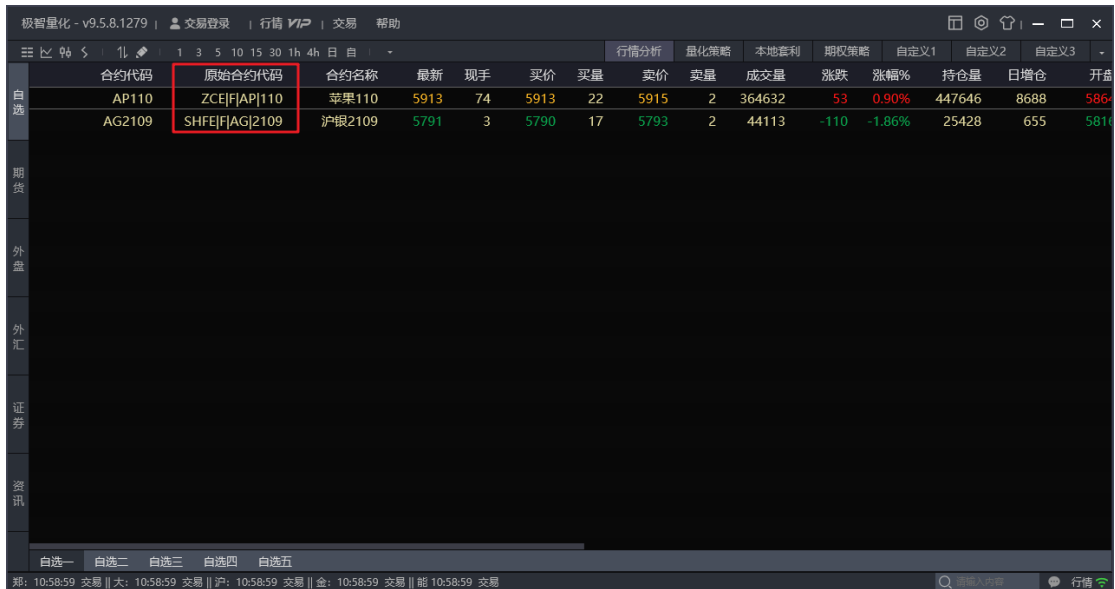 极智量化 - v9.5.8.1279 | 交易登录 | 行情 VIP | 交易 帮助
1 3 5 10 15 30 1h 4h 日 自 行情分析 量化策略 本地套利 期权策略 自定义1 自定义2 自定义3
合约代码 原始合约代码 合约名称 最新 现手 买价 买量 卖价 卖量 成交量 涨跌 涨幅% 持仓量 日增仓 开盘
AP110 ZCE|F|AP|110 苹果110 5913 74 5913 22 5915 2 364632 53 0.90% 447646 8688 5864
AG2109 SHFE|F|AG|2109 沪银2109 5791 3 5790 17 5793 2 44113 -110 -1.86% 25428 655 5816
自选
期货
外盘
外汇
证券
资讯
自选一 自选二 自选三 自选四 自选五
郑: 10:58:59 交易 || 大: 10:58:59 交易 || 沪: 10:58:59 交易 || 金: 10:58:59 交易 || 能 10:58:59 交易 请输入内容 行情